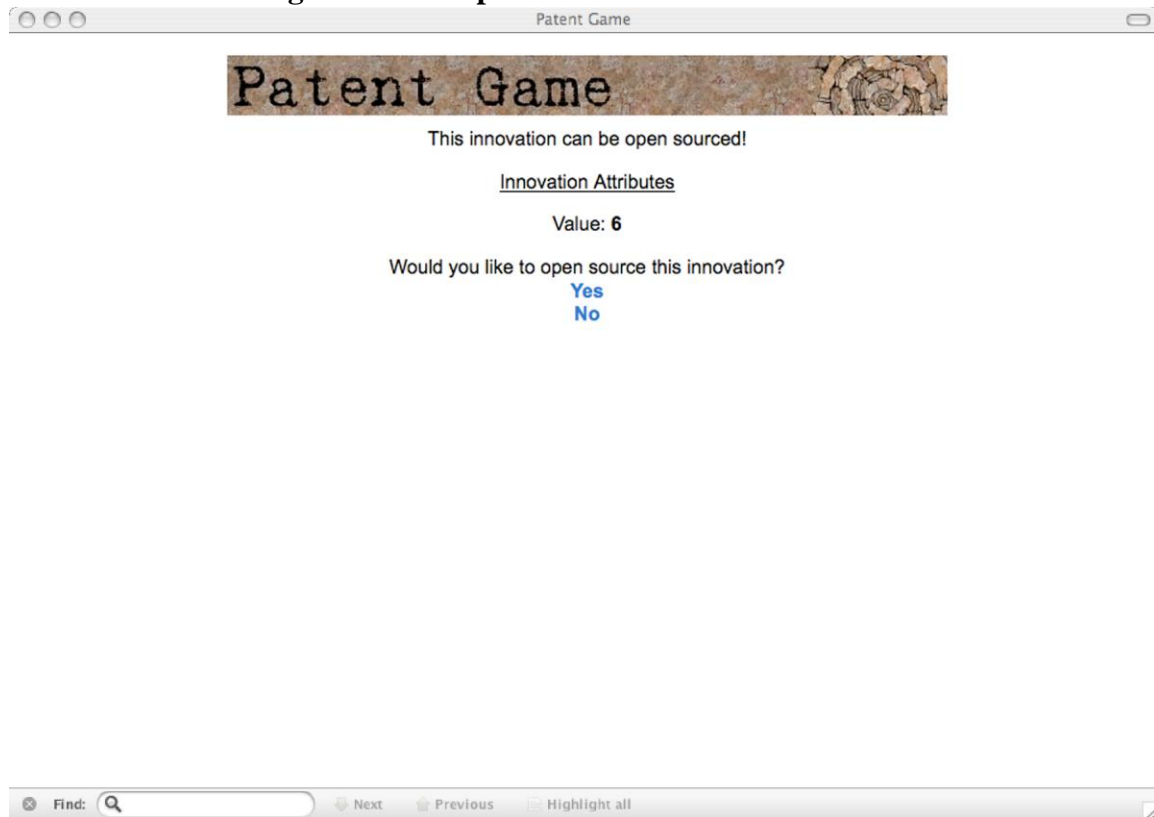 Patent Game
Patent Game
This innovation can be open sourced!
Innovation Attributes
Value: 6
Would you like to open source this innovation?
Yes
No
Find:
Next
Previous
Highlight all